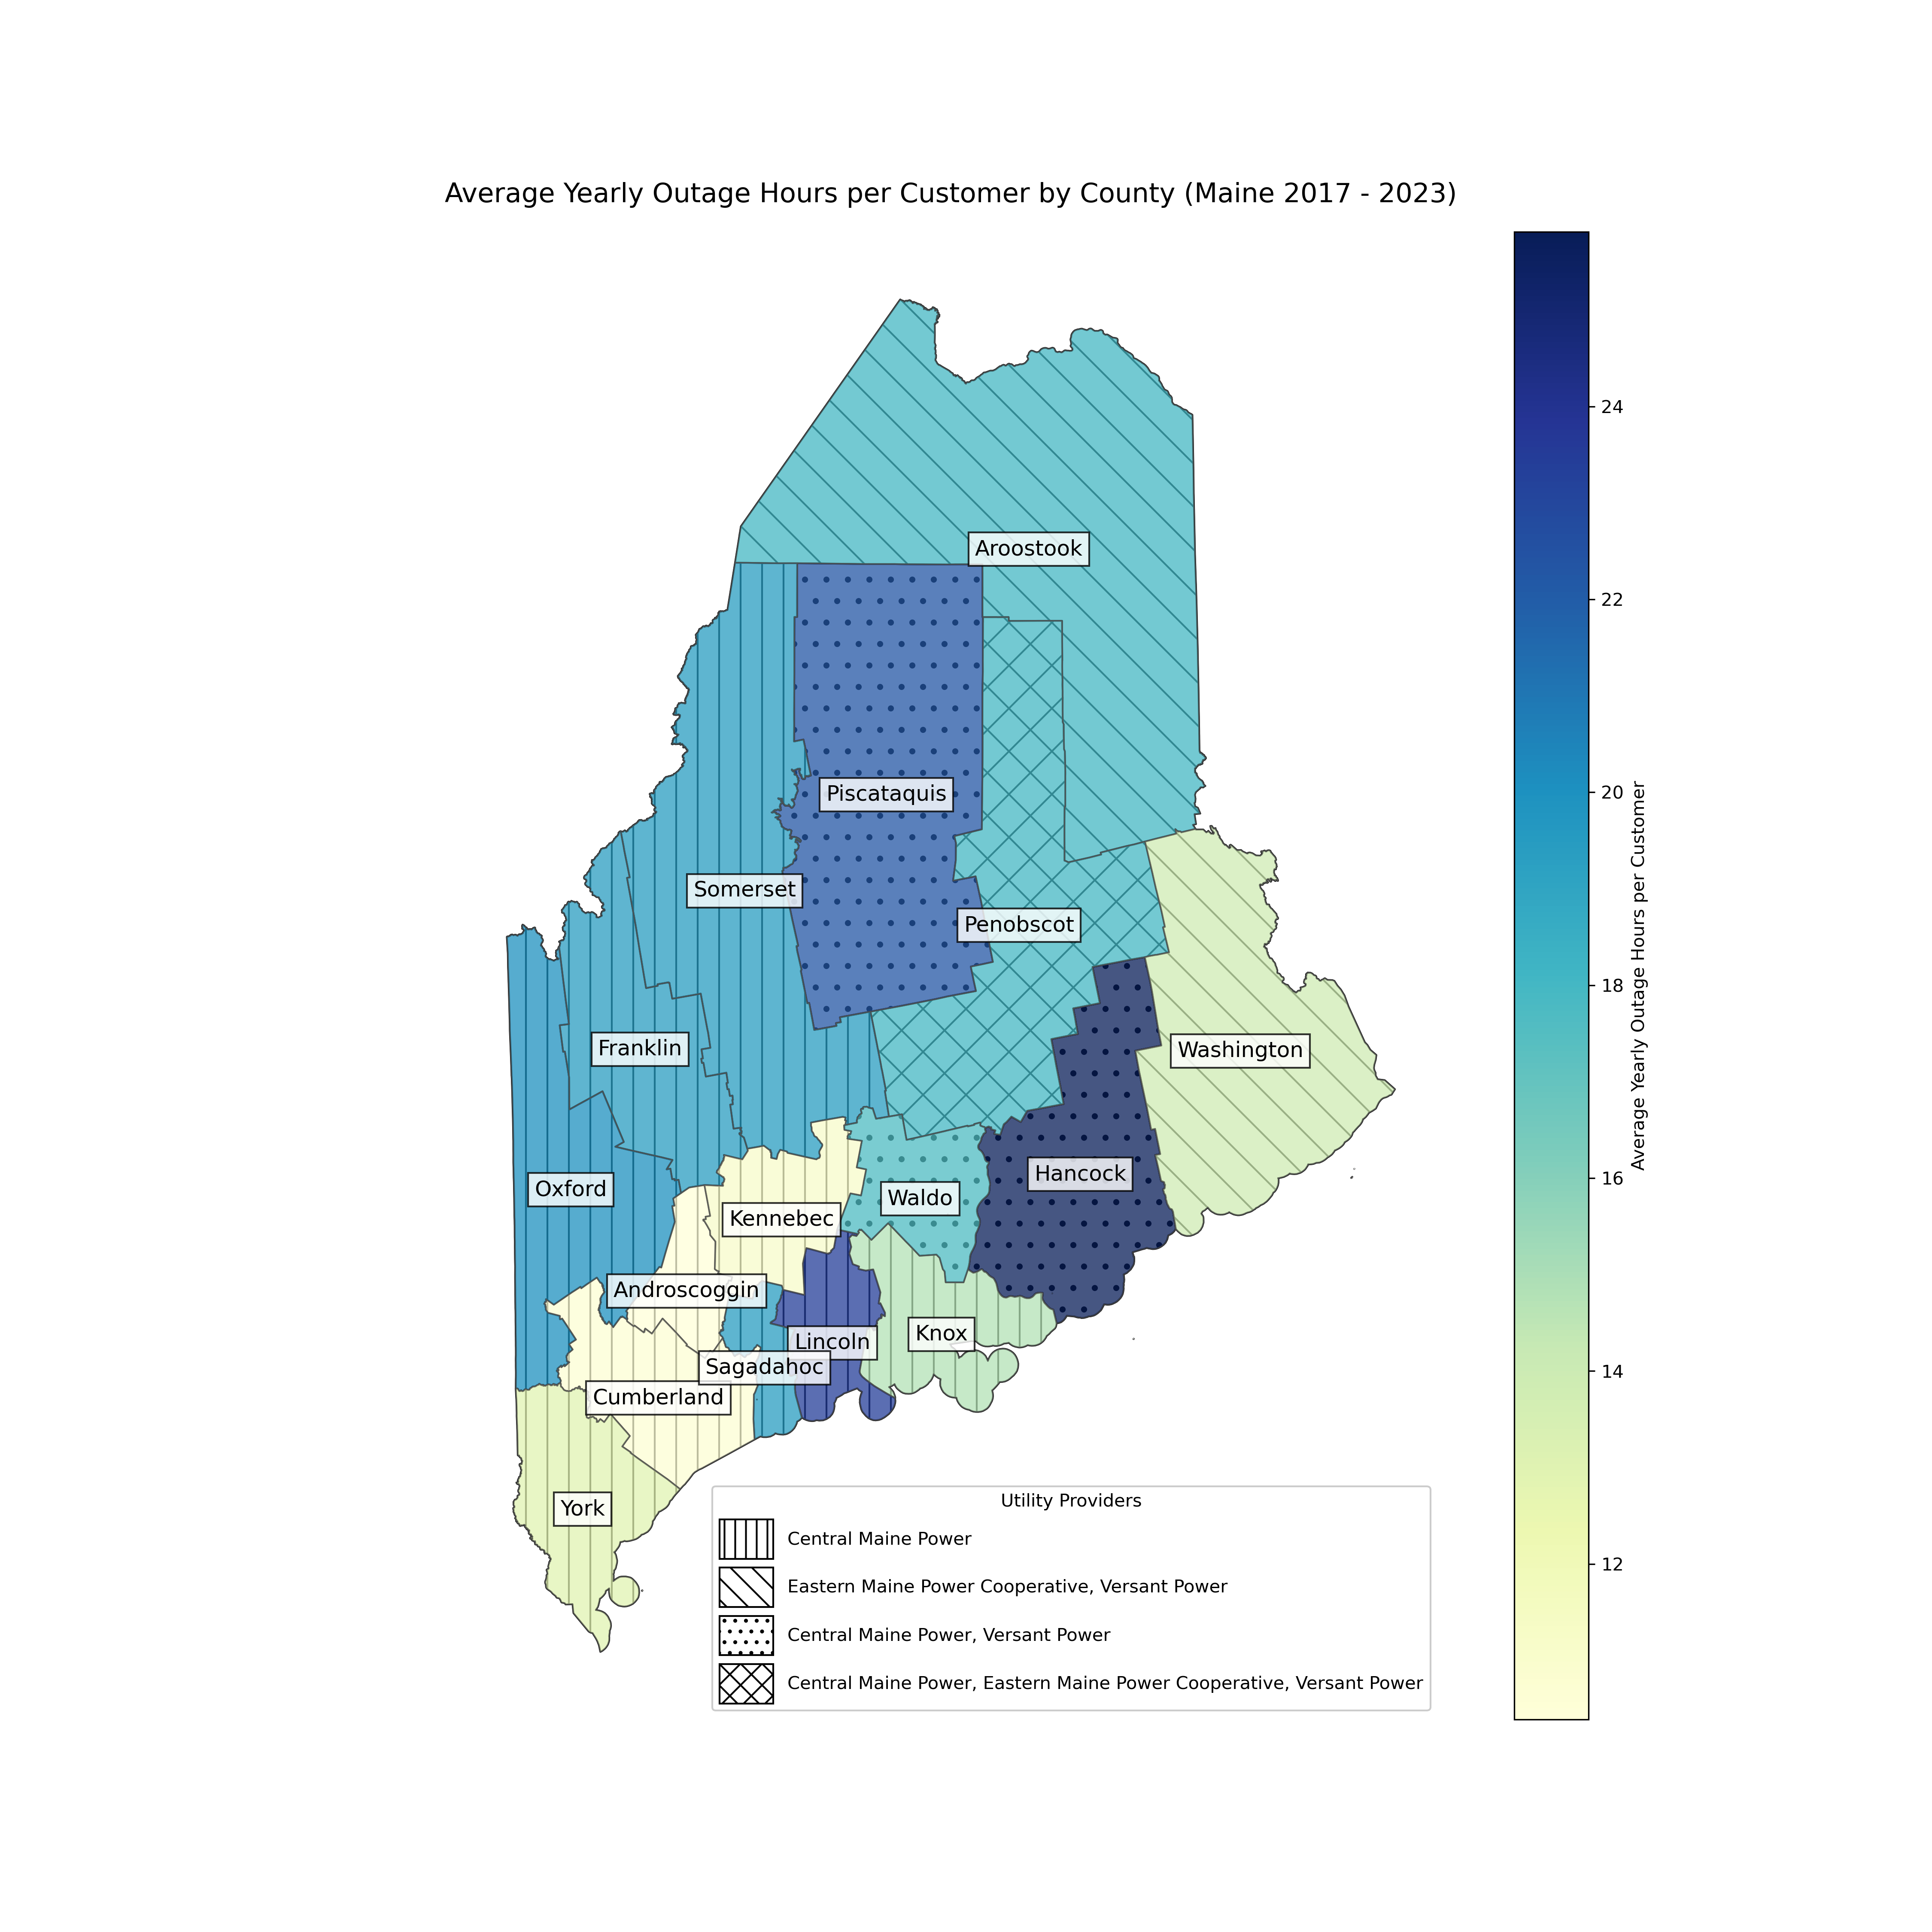 Average Yearly Outage Hours per Customer by County (Maine 2017 - 2023)
Aroostook
Piscataquis
Somerset
Penobscot
Franklin
Washington
Hancock
Oxford
Waldo
Kennebec
Androscoggin
Knox
Lincoln
Sagadahoc
Cumberland
York
24
22
20
18
16
14
12
Average Yearly Outage Hours per Customer
Utility Providers
Central Maine Power
Eastern Maine Power Cooperative, Versant Power
Central Maine Power, Versant Power
Central Maine Power, Eastern Maine Power Cooperative, Versant Power